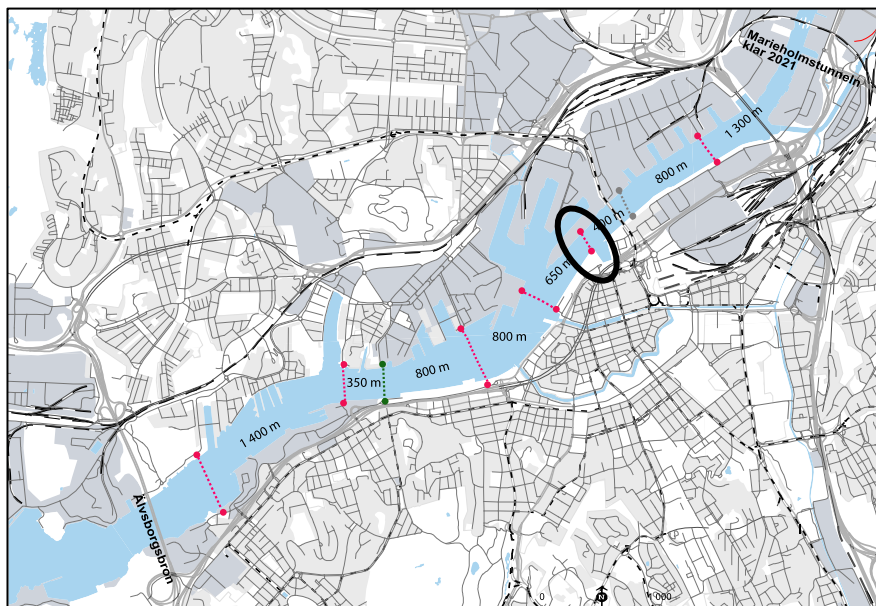 Marieholmstunneln
klar 2021
1 300 m
800 m
400 m
650 m
800 m
800 m
350 m
1 400 m
Älvsborgsbron
0
N
1 000